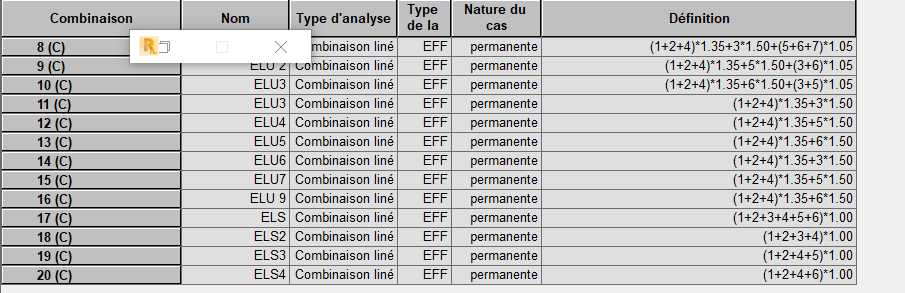 Combinaison Nom Type d'analyse Type de la Nature du cas Définition
8 (C) ombinaison liné EFF permanente (1+2+4)*1.35+3*1.50+(5+6+7)*1.05
9 (C) ELU 2 Combinaison liné EFF permanente (1+2+4)*1.35+5*1.50+(3+6)*1.05
10 (C) ELU3 Combinaison liné EFF permanente (1+2+4)*1.35+6*1.50+(3+5)*1.05
11 (C) ELU3 Combinaison liné EFF permanente (1+2+4)*1.35+3*1.50
12 (C) ELU4 Combinaison liné EFF permanente (1+2+4)*1.35+5*1.50
13 (C) ELU5 Combinaison liné EFF permanente (1+2+4)*1.35+6*1.50
14 (C) ELU6 Combinaison liné EFF permanente (1+2+4)*1.35+3*1.50
15 (C) ELU7 Combinaison liné EFF permanente (1+2+4)*1.35+5*1.50
16 (C) ELU 9 Combinaison liné EFF permanente (1+2+4)*1.35+6*1.50
17 (C) ELS Combinaison liné EFF permanente (1+2+3+4+5+6)*1.00
18 (C) ELS2 Combinaison liné EFF permanente (1+2+3+4)*1.00
19 (C) ELS3 Combinaison liné EFF permanente (1+2+4+5)*1.00
20 (C) ELS4 Combinaison liné EFF permanente (1+2+4+6)*1.00